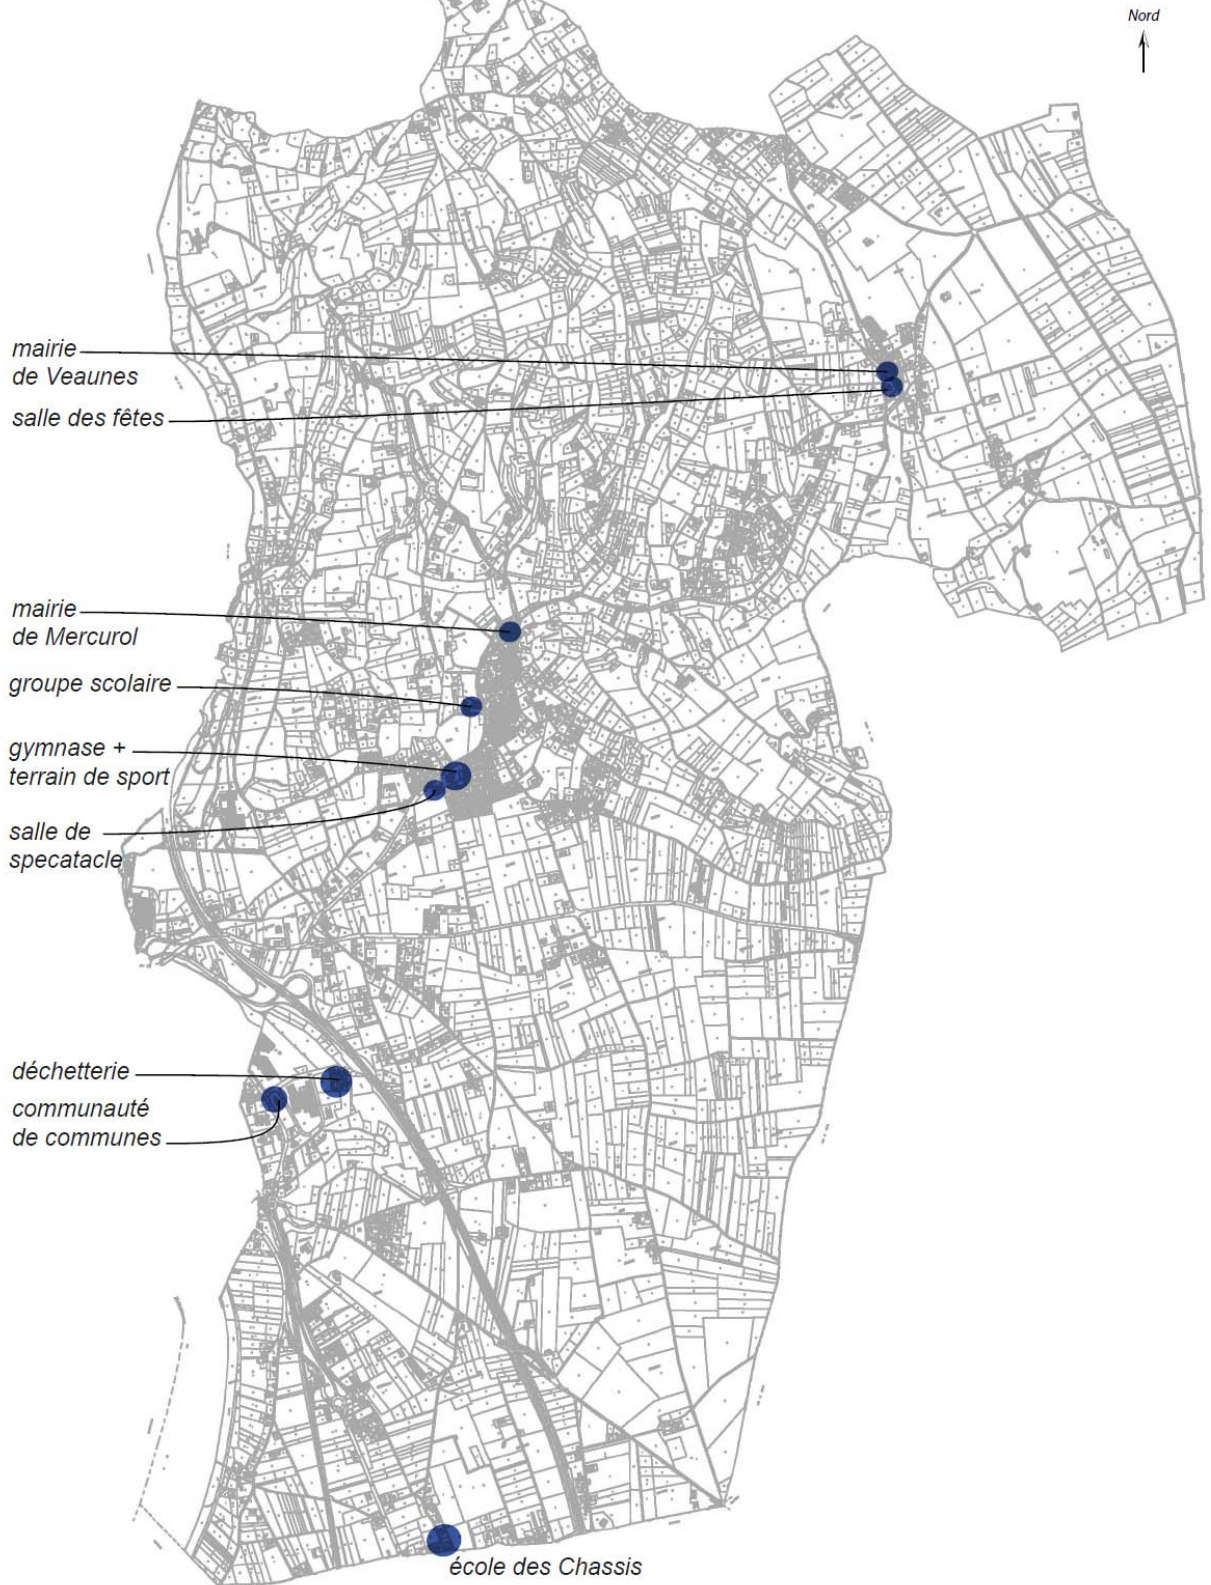 Nord
mairie
de Veaunes
salle des fêtes
mairie
de Mercurol
groupe scolaire
gymnase +
terrain de sport
salle de
specatacle
déchetterie
communauté
de communes
école des Chassis